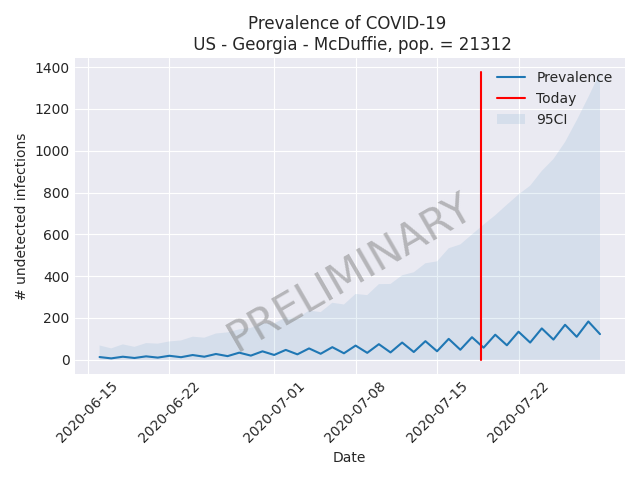 Prevalence of COVID-19
US - Georgia - McDuffie, pop. = 21312
1400
1200
1000
800
600
400
200
0
# undetected infections
Prevalence
Today
95CI
PRELIMINARY
2020-06-15
2020-06-22
2020-07-01
2020-07-08
2020-07-15
2020-07-22
Date